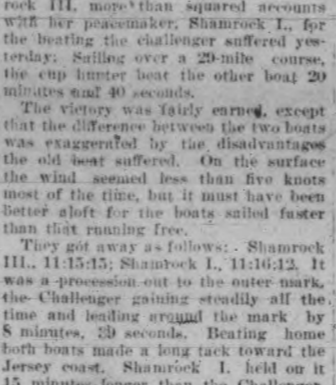 rock III, more than squared accounts
with her peacemaker, Shamrock I., for
the beating the challenger suffered yes-
terday. Sailing over a 29-mile course,
the cup hunter beat the other boat 20
minutes and 40 seconds.
The victory was fairly earned, except
that the difference between the two boats
was exaggerated by the disadvantages
the old boat suffered. On the surface
the wind seemed less than five knots
most of the time, but it must have been
better aloft for the boats sailed faster
than that running free.
They got away as follows: Shamrock
III., 11:15:15; Shamrock I., 11:16:12. It
was a procession out to the outer mark,
the Challenger gaining steadily all the
time and leading around the mark by
8 minutes, seconds. Beating home
both boats made a long tack toward the
Jersey coast. Shamrock I. held on it
15 minutes longer than the Challenger